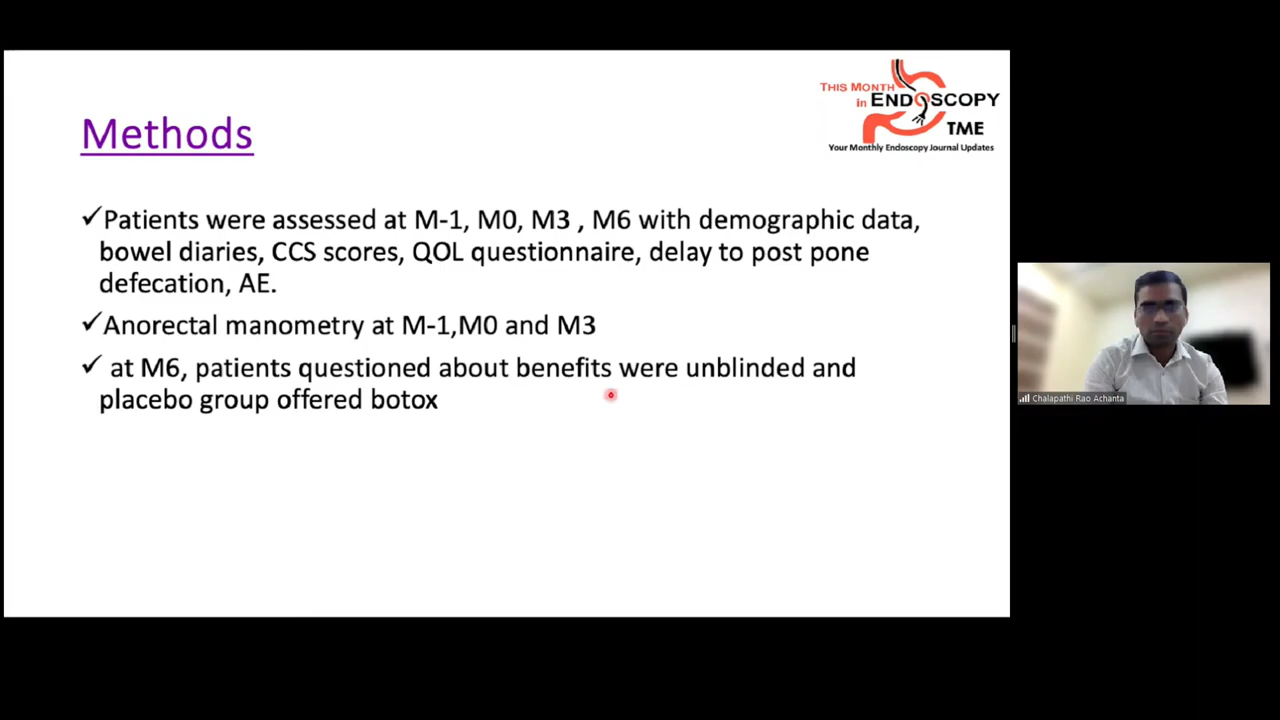 THIS MONTH
in ENDOSCOPY
TME
Your Monthly Endoscopy Journal Updates
Methods
✓Patients were assessed at M-1, M0, M3 , M6 with demographic data,
bowel diaries, CCS scores, QOL questionnaire, delay to post pone
defecation, AE.
✓Anorectal manometry at M-1,M0 and M3
✓ at M6, patients questioned about benefits were unblinded and
placebo group offered botox
Chalapathi Rao Achanta